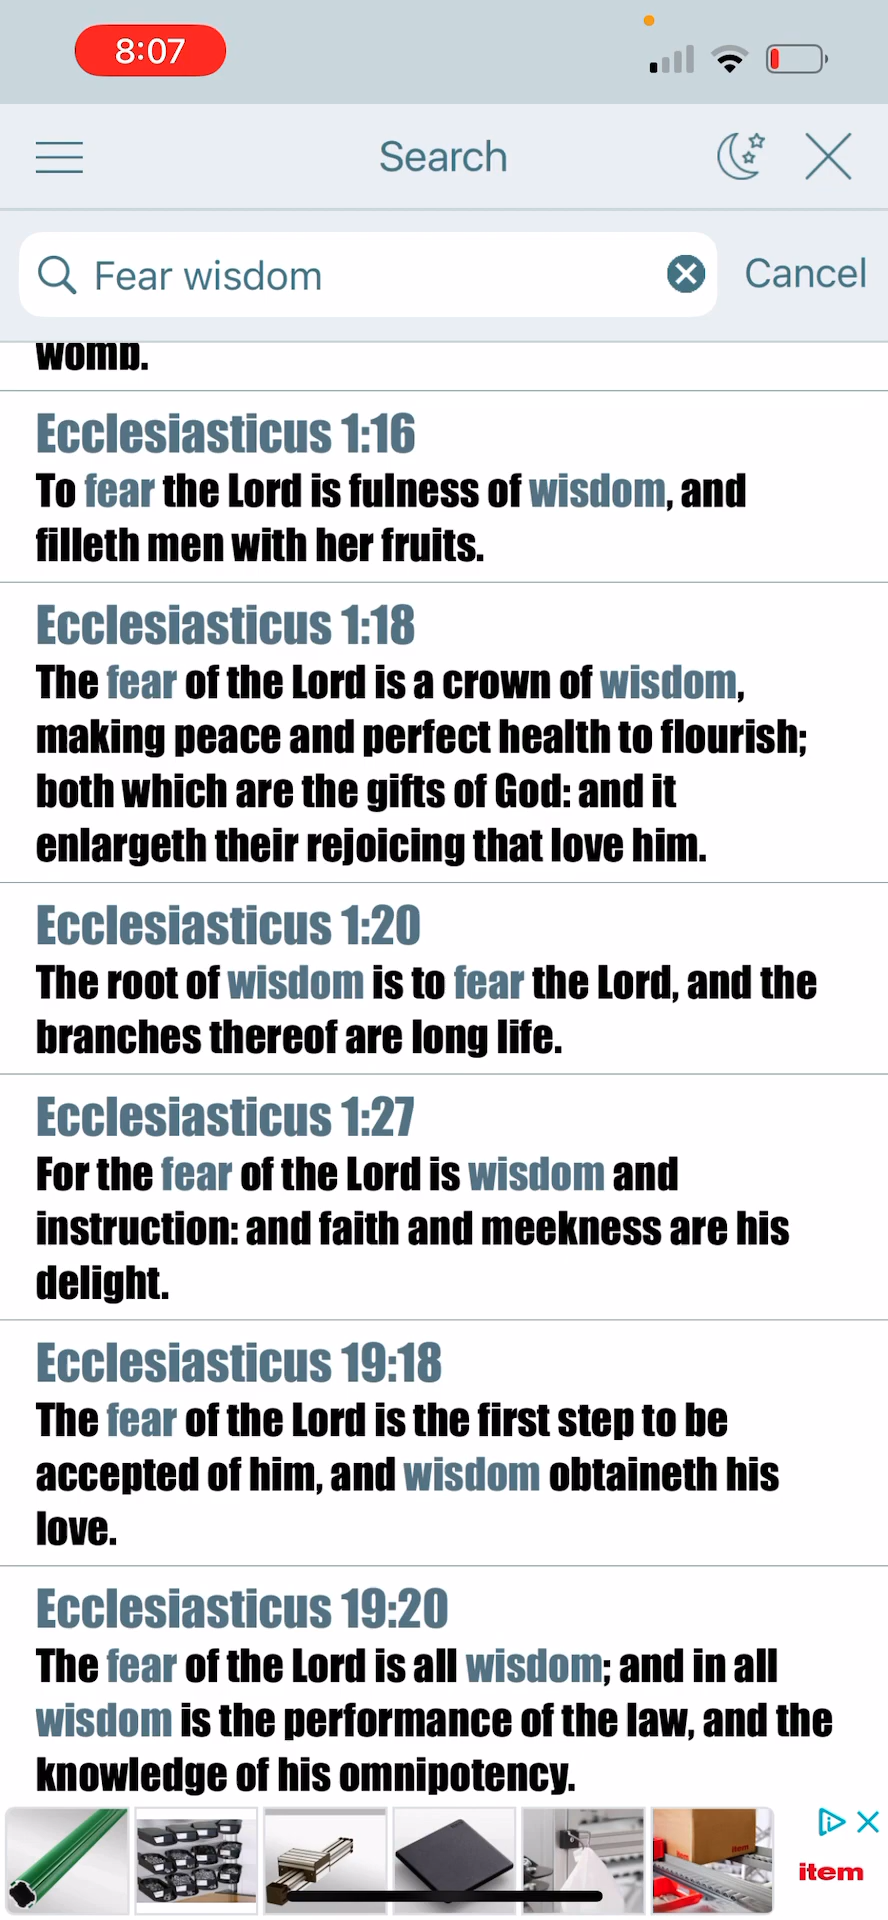 8:07
Search
Fear wisdom
Cancel
womb.
Ecclesiasticus 1:16
To fear the Lord is fulness of wisdom, and
filleth men with her fruits.
Ecclesiasticus 1:18
The fear of the Lord is a crown of wisdom,
making peace and perfect health to flourish;
both which are the gifts of God: and it
enlargeth their rejoicing that love him.
Ecclesiasticus 1:20
The root of wisdom is to fear the Lord, and the
branches thereof are long life.
Ecclesiasticus 1:27
For the fear of the Lord is wisdom and
instruction: and faith and meekness are his
delight.
Ecclesiasticus 19:18
The fear of the Lord is the first step to be
accepted of him, and wisdom obtaineth his
love.
Ecclesiasticus 19:20
The fear of the Lord is all wisdom; and in all
wisdom is the performance of the law, and the
knowledge of his omnipotency.
item